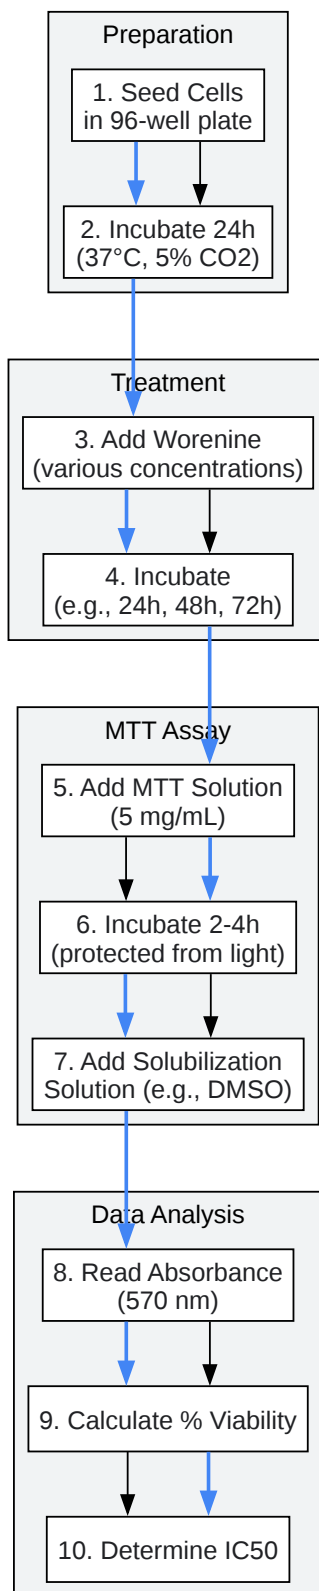 Preparation
1. Seed Cells
in 96-well plate
2. Incubate 24h
(37°C, 5% CO2)
Treatment
3. Add Worenine
(various concentrations)
4. Incubate
(e.g., 24h, 48h, 72h)
MTT Assay
5. Add MTT Solution
(5 mg/mL)
6. Incubate 2-4h
(protected from light)
7. Add Solubilization
Solution (e.g., DMSO)
Data Analysis
8. Read Absorbance
(570 nm)
9. Calculate % Viability
10. Determine IC50